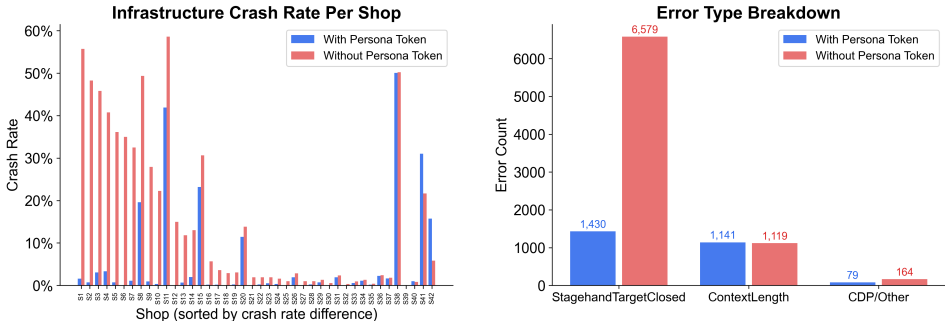 Infrastructure Crash Rate Per Shop
With Persona Token
Without Persona Token
60%
50%
40%
30%
20%
10%
0%
Crash Rate
S1 S2 S3 S4 S5 S6 S7 S8 S9 S10 S11 S12 S13 S14 S15 S16 S17 S18 S19 S20 S21 S22 S23 S24 S25 S26 S27 S28 S29 S30 S31 S32 S33 S34 S35 S36 S37 S38 S39 S40 S41 S42
Shop (sorted by crash rate difference)
Error Type Breakdown
With Persona Token
Without Persona Token
6000
5000
4000
3000
2000
1000
0
Error Count
1,430
6,579
1,141
1,119
79
164
StagehandTargetClosed
ContextLength
CDP/Other